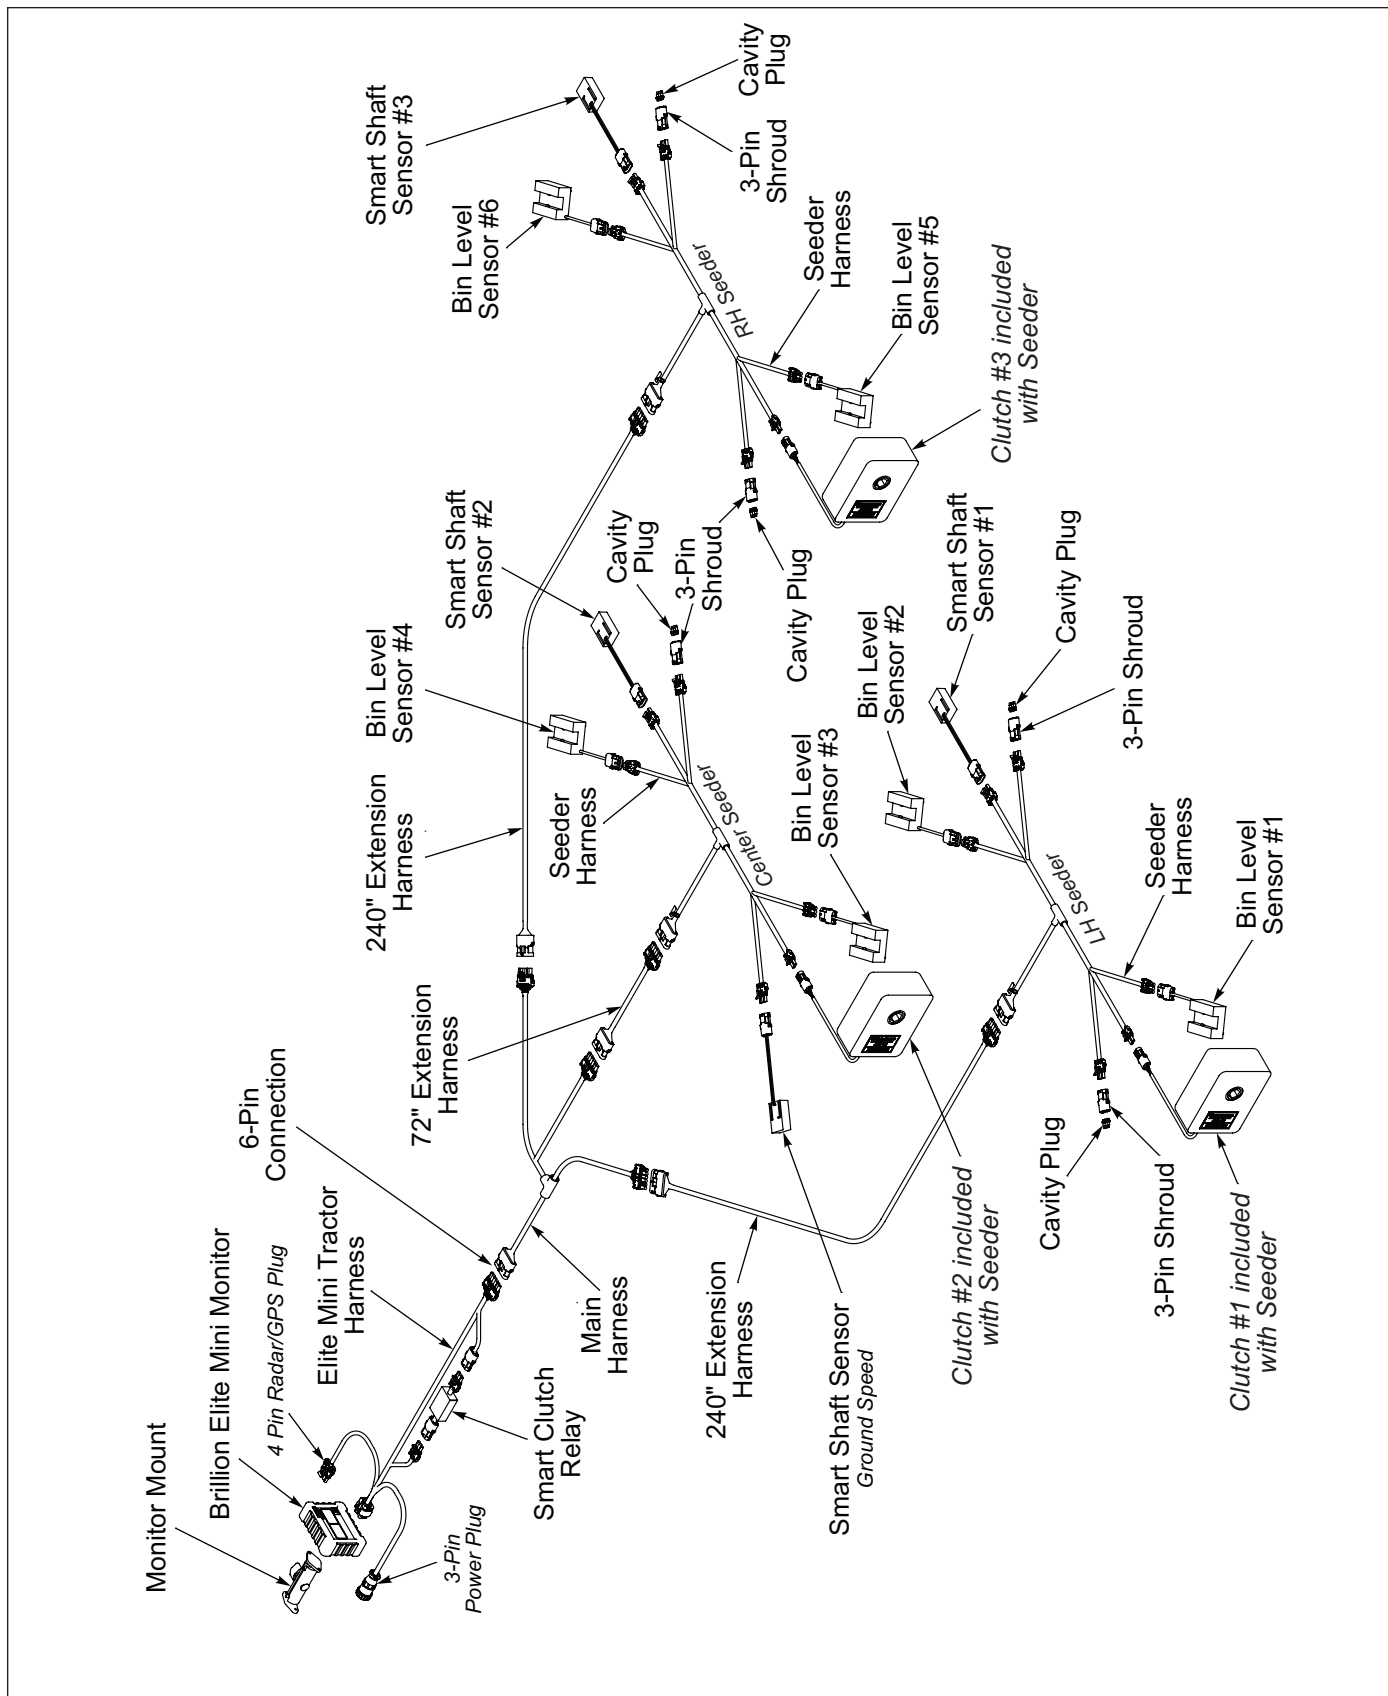 Monitor Mount
Brillion Elite Mini Monitor
4 Pin Radar/GPS Plug
Elite Mini Tractor
Harness
6-Pin
Connection
72" Extension
Harness
240" Extension
Harness
Bin Level
Sensor #4
Smart Shaft
Sensor #2
Bin Level
Sensor #6
Smart Shaft
Sensor #3
Cavity
Plug
3-Pin
Shroud
Seeder
Harness
RH Seeder
Bin Level
Sensor #5
Clutch #3 included
with Seeder
Cavity
Plug
3-Pin
Shroud
Cavity Plug
Seeder
Harness
Center Seeder
Bin Level
Sensor #3
Bin Level
Sensor #2
Smart Shaft
Sensor #1
Cavity Plug
3-Pin Shroud
LH Seeder
Seeder
Harness
Bin Level
Sensor #1
3-Pin
Power Plug
Smart Clutch
Relay
Main
Harness
240" Extension
Harness
Smart Shaft Sensor
Ground Speed
Clutch #2 included
with Seeder
Cavity Plug
3-Pin Shroud
Clutch #1 included
with Seeder